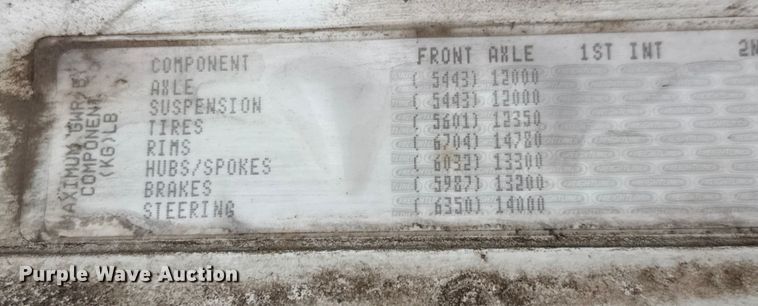 MAXIMUM GWR BY
COMPONENT
(KG)LB
COMPONENT FRONT AXLE 1ST INT 2N
AXLE ( 5443) 12000
SUSPENSION ( 5443) 12000
TIRES ( 5601) 12350
RIMS ( 6704) 14780
HUBS/SPOKES ( 6032) 13300
BRAKES ( 5987) 13200
STEERING ( 6350) 14000
Purple Wave Auction